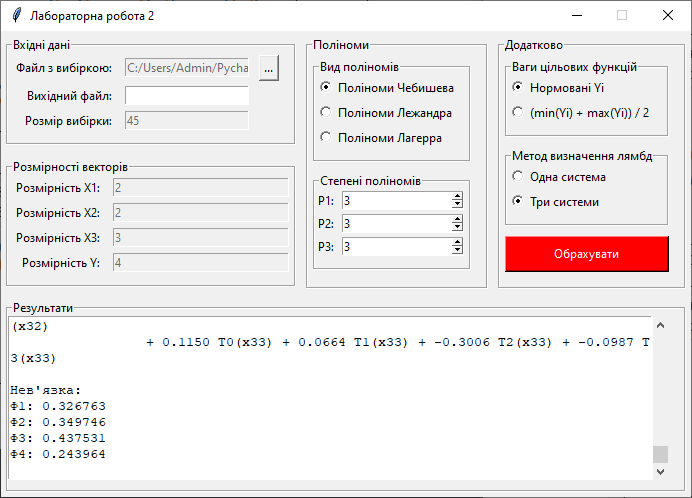 Лабораторна робота 2
Вхідні дані
Файл з вибіркою: C:/Users/Admin/Pycha ...
Вихідний файл:
Розмір вибірки: 45
Розмірності векторів
Розмірність X1: 2
Розмірність X2: 2
Розмірність X3: 3
Розмірність Y: 4
Поліноми
Вид поліномів
Поліноми Чебишева
Поліноми Лежандра
Поліноми Лагерра
Степені поліномів
P1: 3
P2: 3
P3: 3
Додатково
Ваги цільових функцій
Нормовані Yi
(min(Yi) + max(Yi)) / 2
Метод визначення лямбд
Одна система
Три системи
Обрахувати
Результати
(x32)
+ 0.1150 T0(x33) + 0.0664 T1(x33) + -0.3006 T2(x33) + -0.0987 T
3(x33)
Нев'язка:
Ф1: 0.326763
Ф2: 0.349746
Ф3: 0.437531
Ф4: 0.243964